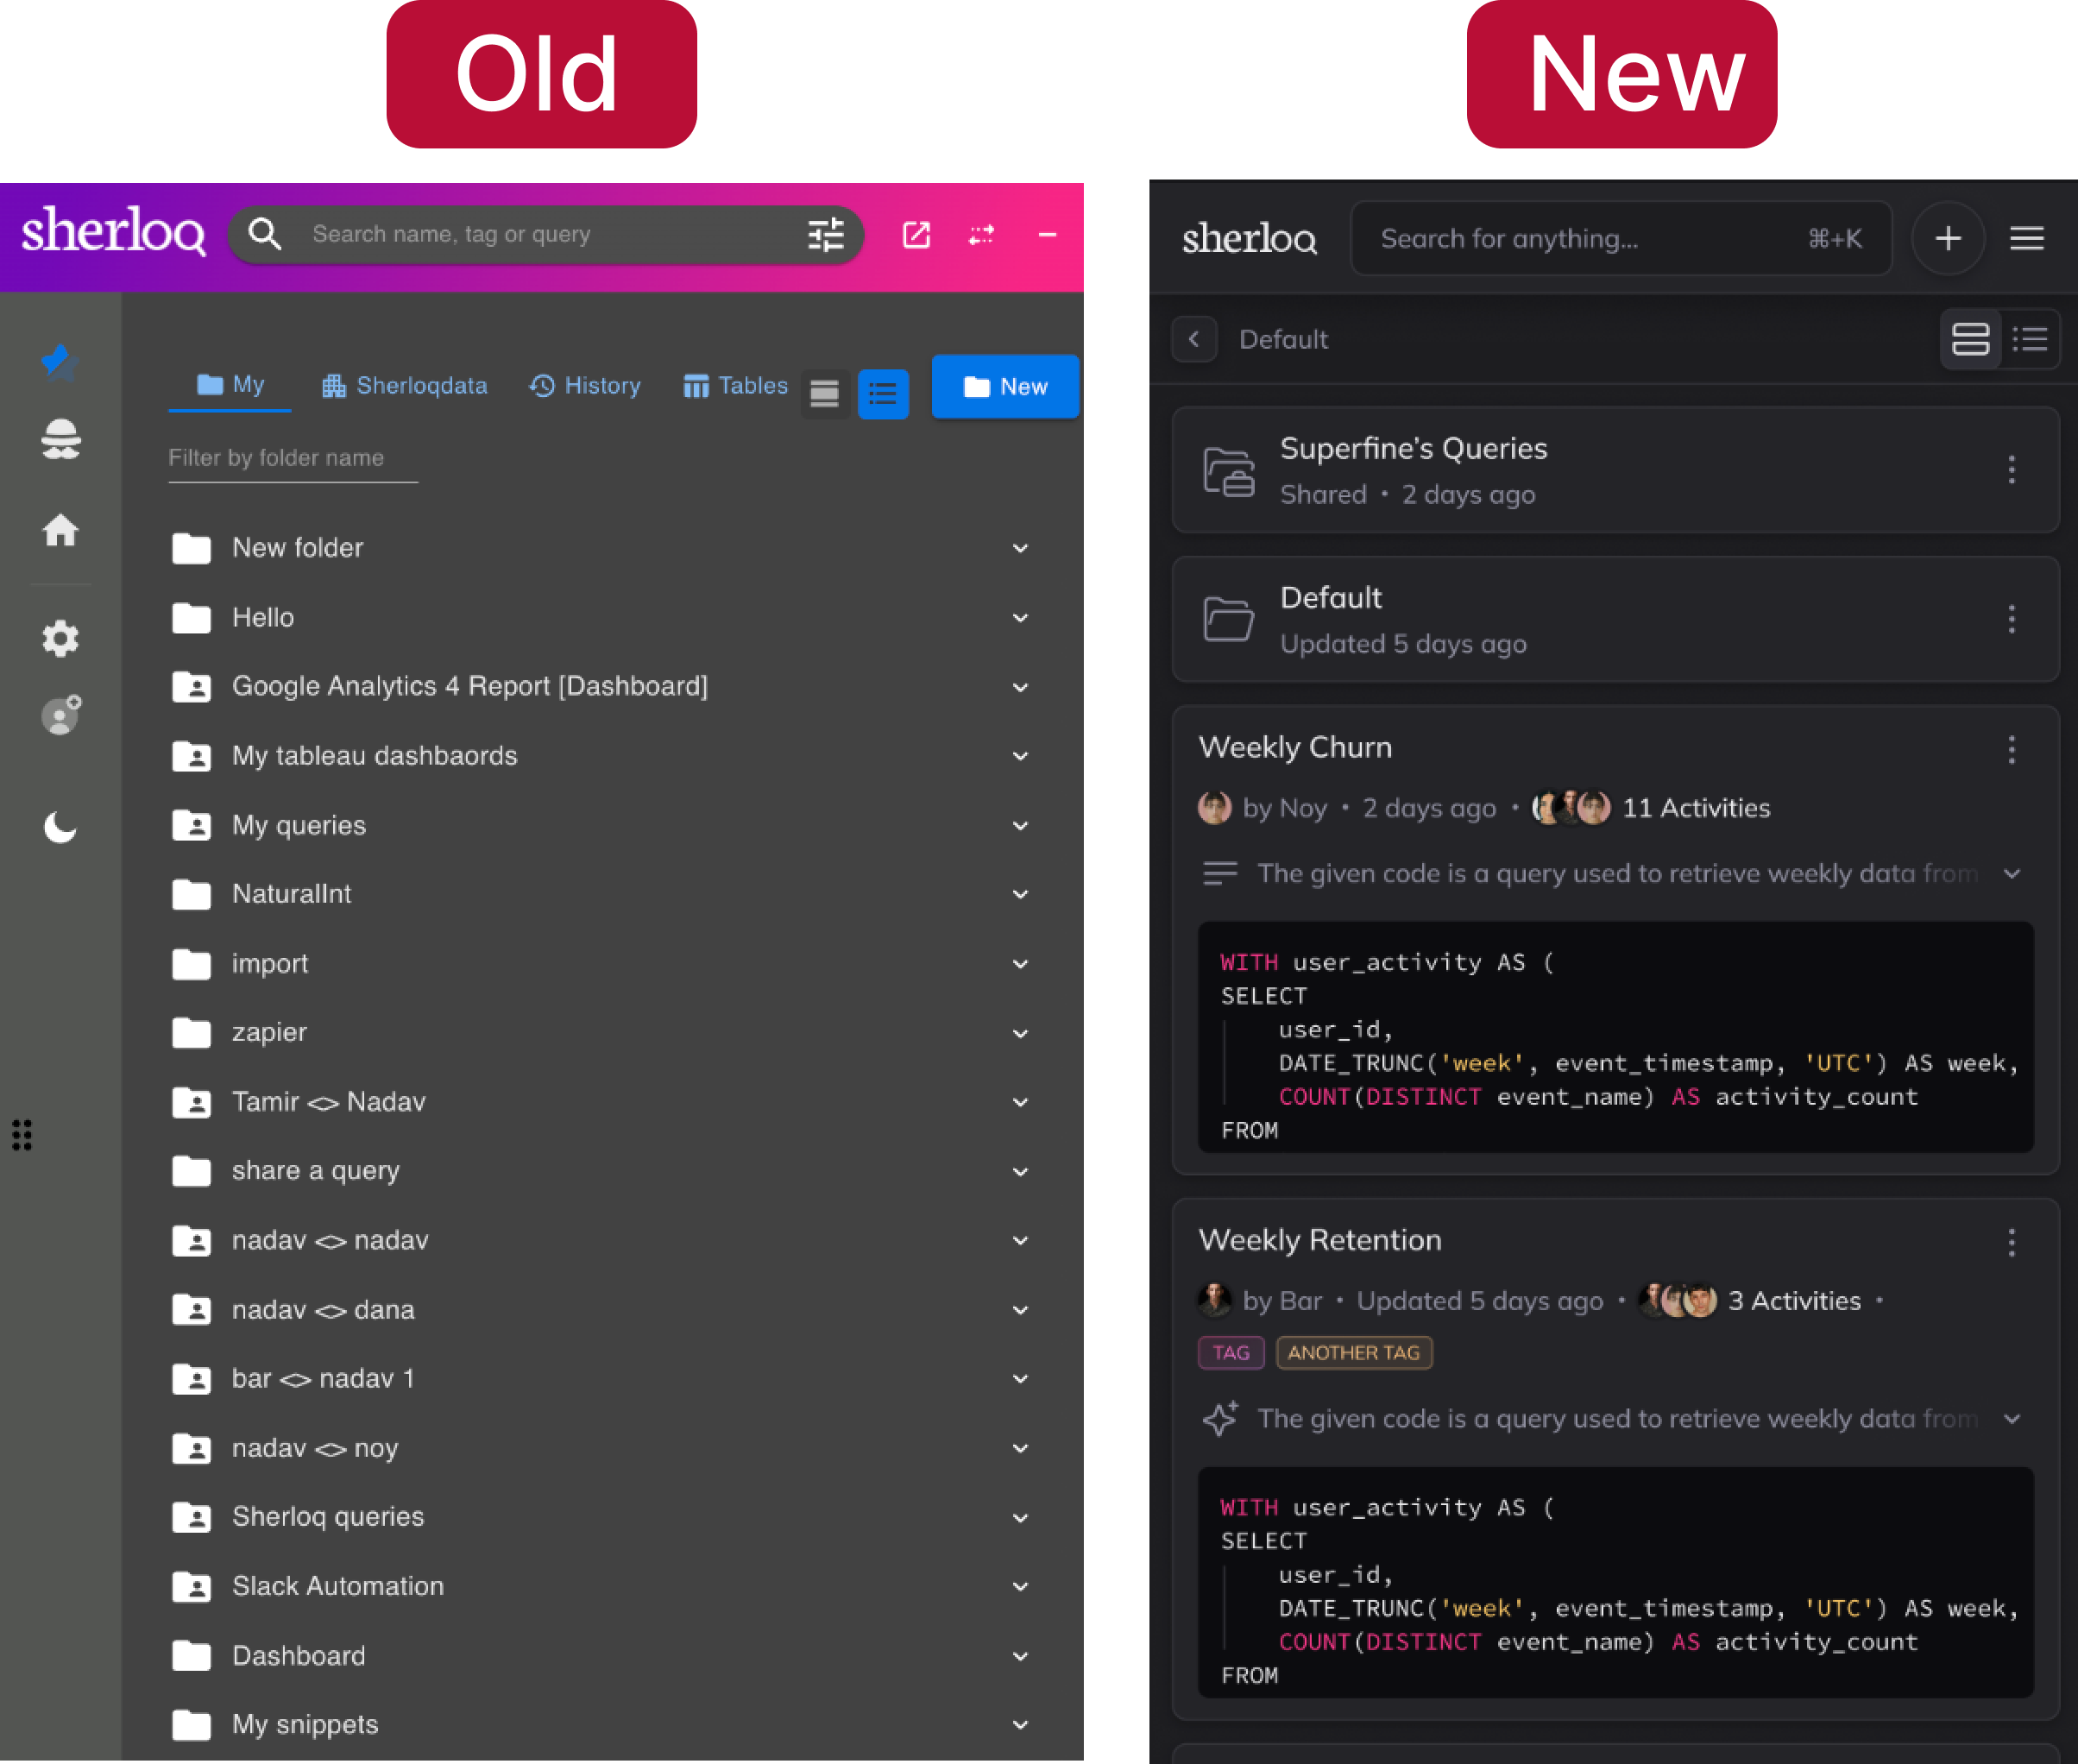 Old
New
sherloq
Search name, tag or query
My
Sherloqdata
History
Tables
New
Filter by folder name
New folder
Hello
Google Analytics 4 Report [Dashboard]
My tableau dashbaords
My queries
NaturalInt
import
zapier
Tamir <> Nadav
share a query
nadav <> nadav
nadav <> dana
bar <> nadav 1
nadav <> noy
Sherloq queries
Slack Automation
Dashboard
My snippets
sherloq
Search for anything...
⌘+K
Default
Superfine’s Queries
Shared • 2 days ago
Default
Updated 5 days ago
Weekly Churn
by Noy • 2 days ago • 11 Activities
The given code is a query used to retrieve weekly data from
WITH user_activity AS (
SELECT
user_id,
DATE_TRUNC('week', event_timestamp, 'UTC') AS week,
COUNT(DISTINCT event_name) AS activity_count
FROM
Weekly Retention
by Bar • Updated 5 days ago • 3 Activities •
TAG
ANOTHER TAG
The given code is a query used to retrieve weekly data from
WITH user_activity AS (
SELECT
user_id,
DATE_TRUNC('week', event_timestamp, 'UTC') AS week,
COUNT(DISTINCT event_name) AS activity_count
FROM